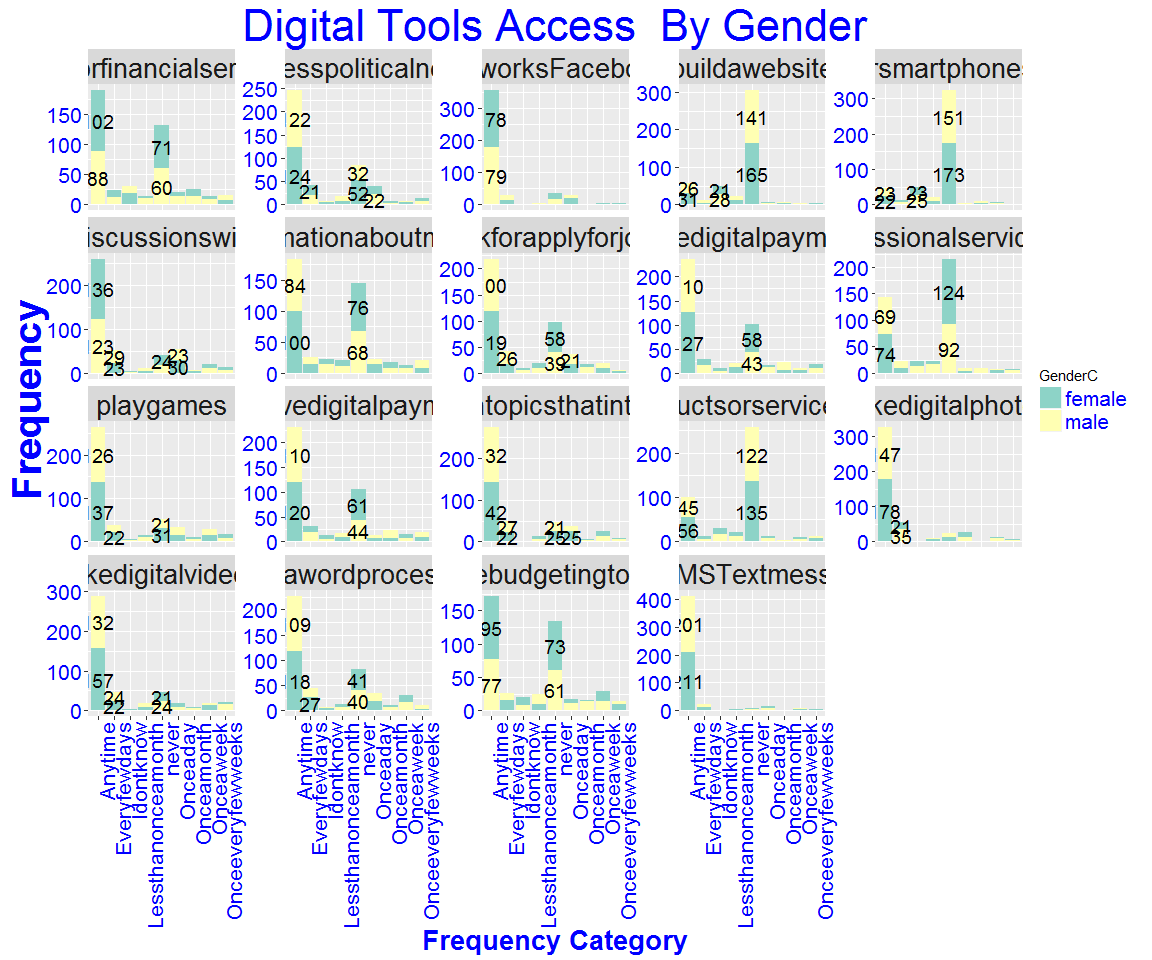 Digital Tools Access By Gender
orfinancialser esspoliticalne worksFacebo buildawebsite rsmartphones
150 02 71
100
50 88 60
0
250 22
200
150
100
50 24 21 32 52 22
0
300 78
200
100 79
0
300 141
200
100 26 31 21 28 165
0
300 151
200
100 23 22 23 25 173
0
iscussionswi nationaboutn kforapplyforjo edigitalpaym ssionalservic
200 36
100 23 29 23 24 23 30
0
150 84 76
100
50 00 68
0
200 00 58
150
100
50 19 26 39 21
0
200 10 58
150
100
50 27 43
0
200 69 124
150
100
50 74 92
0
playgames vedigitalpaym ntopicsthatint uctsorservice kedigitalphot
200 26
100 37 22 21 31
0
200 10 61
150
100
50 20 44
0
200 32
100 42 27 22 21 25 25
0
200 45 122
100 56 135
0
300 47
200
100 78 21 35
0
kedigitalvideo awordproces ebudgetingto MSTextmess
300 32
200
100 57 24 22 21 24
0
200 09 41
150
100
50 18 27 40
0
150 95 73
100
50 77 61
0
400 201
300
200
100 211
0
Frequency
Anytime
Everyfewdays
Idontknow
Lessthanonceamonth
never
Onceaday
Onceamonth
Onceaweek
Onceeveryfewweeks
Anytime
Everyfewdays
Idontknow
Lessthanonceamonth
never
Onceaday
Onceamonth
Onceaweek
Onceeveryfewweeks
Anytime
Everyfewdays
Idontknow
Lessthanonceamonth
never
Onceaday
Onceamonth
Onceaweek
Onceeveryfewweeks
Anytime
Everyfewdays
Idontknow
Lessthanonceamonth
never
Onceaday
Onceamonth
Onceaweek
Onceeveryfewweeks
Frequency Category
GenderC
female
male